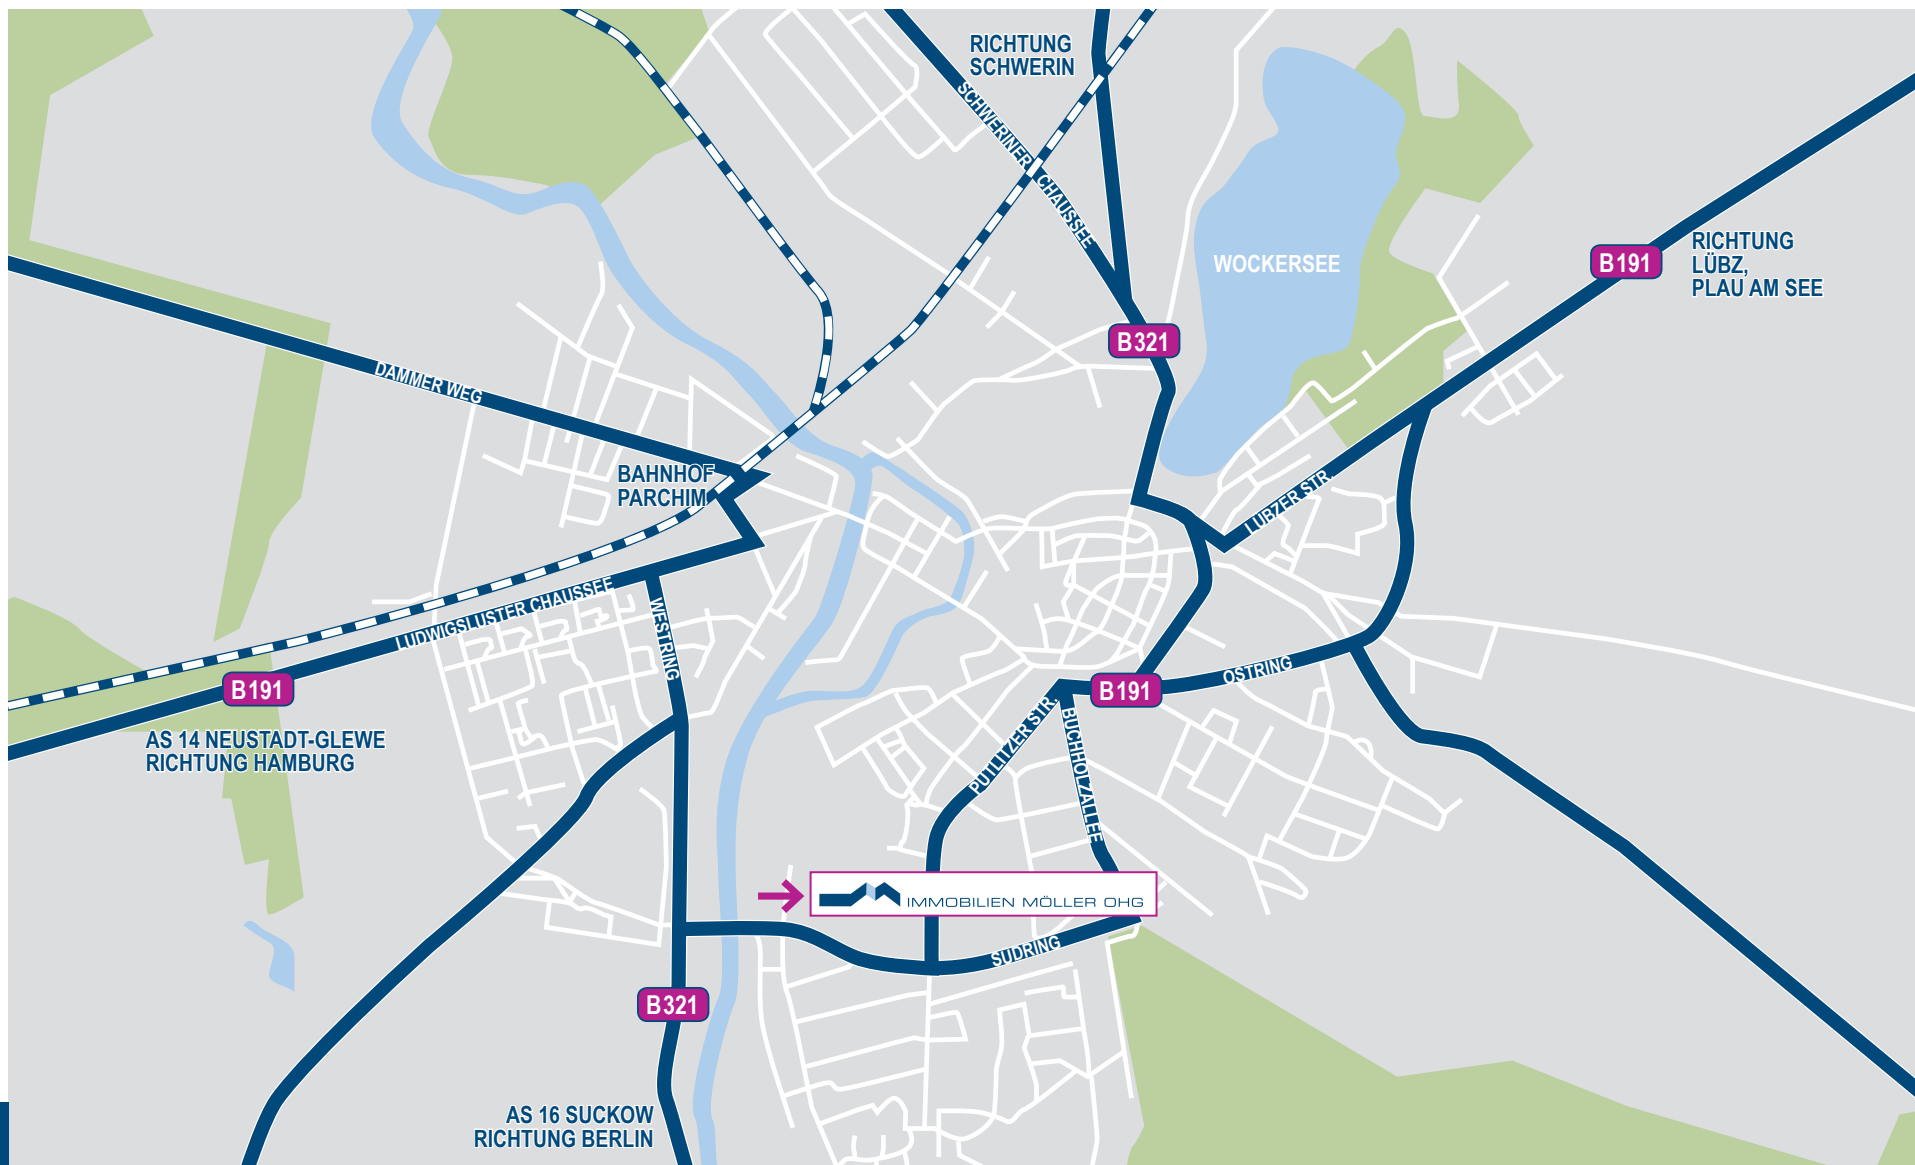 RICHTUNG
SCHWERIN
SCHWERINER CHAUSSEE
WOCKERSEE
RICHTUNG
LÜBZ,
PLAU AM SEE
B191
B321
DAMMER WEG
BAHNHOF
PARCHIM
LÜBZER STR.
LUDWIGSLUSTER CHAUSSEE
WESTRING
B191
AS 14 NEUSTADT-GLEWE
RICHTUNG HAMBURG
OSTRING
B191
PUTLITZER STR.
BUCHHOLZALLEE
IMMOBILIEN MÖLLER OHG
SÜDRING
B321
AS 16 SUCKOW
RICHTUNG BERLIN